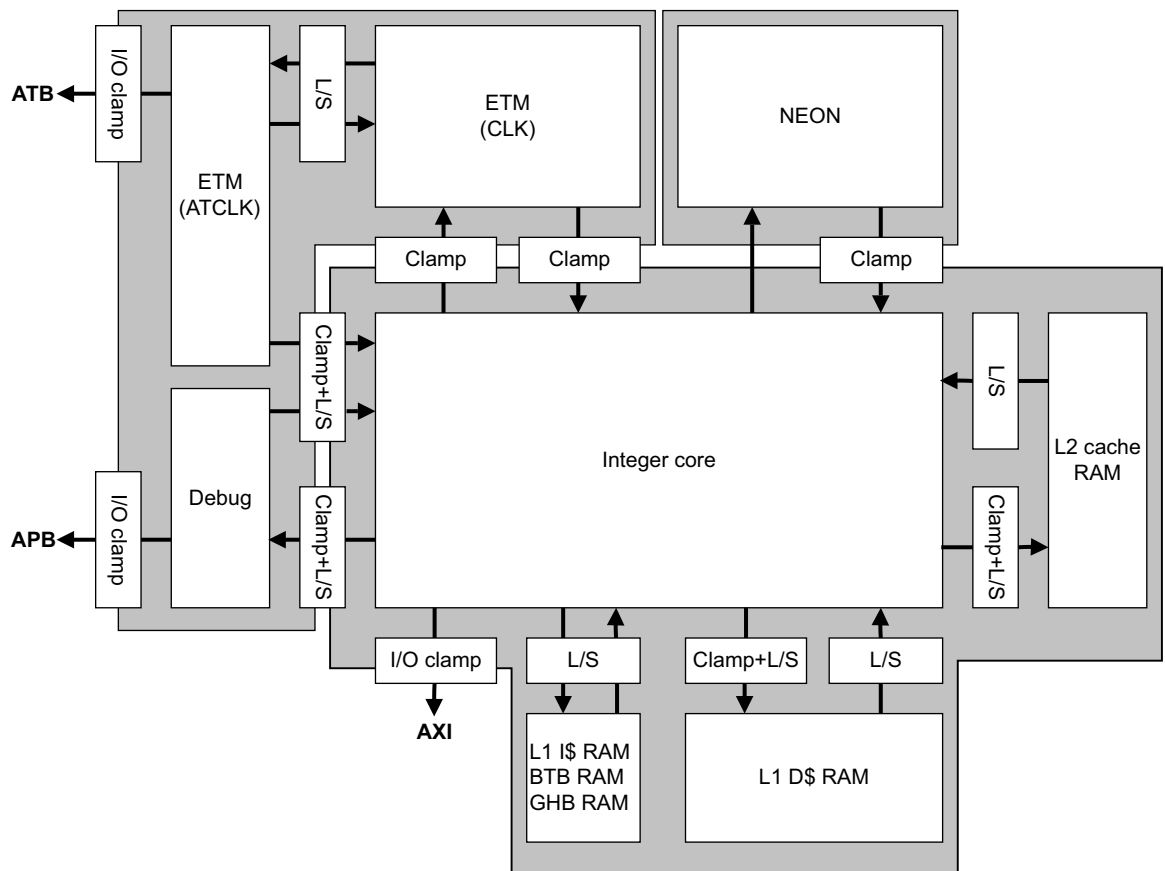 I/O clamp
ATB
L/S
ETM
(CLK)
NEON
ETM
(ATCLK)
Clamp
Clamp
Clamp
Clamp+L/S
L/S
Integer core
L2 cache
RAM
Debug
I/O clamp
APB
Clamp+L/S
Clamp+L/S
I/O clamp
L/S
Clamp+L/S
L/S
AXI
L1 I$ RAM
BTB RAM
GHB RAM
L1 D$ RAM